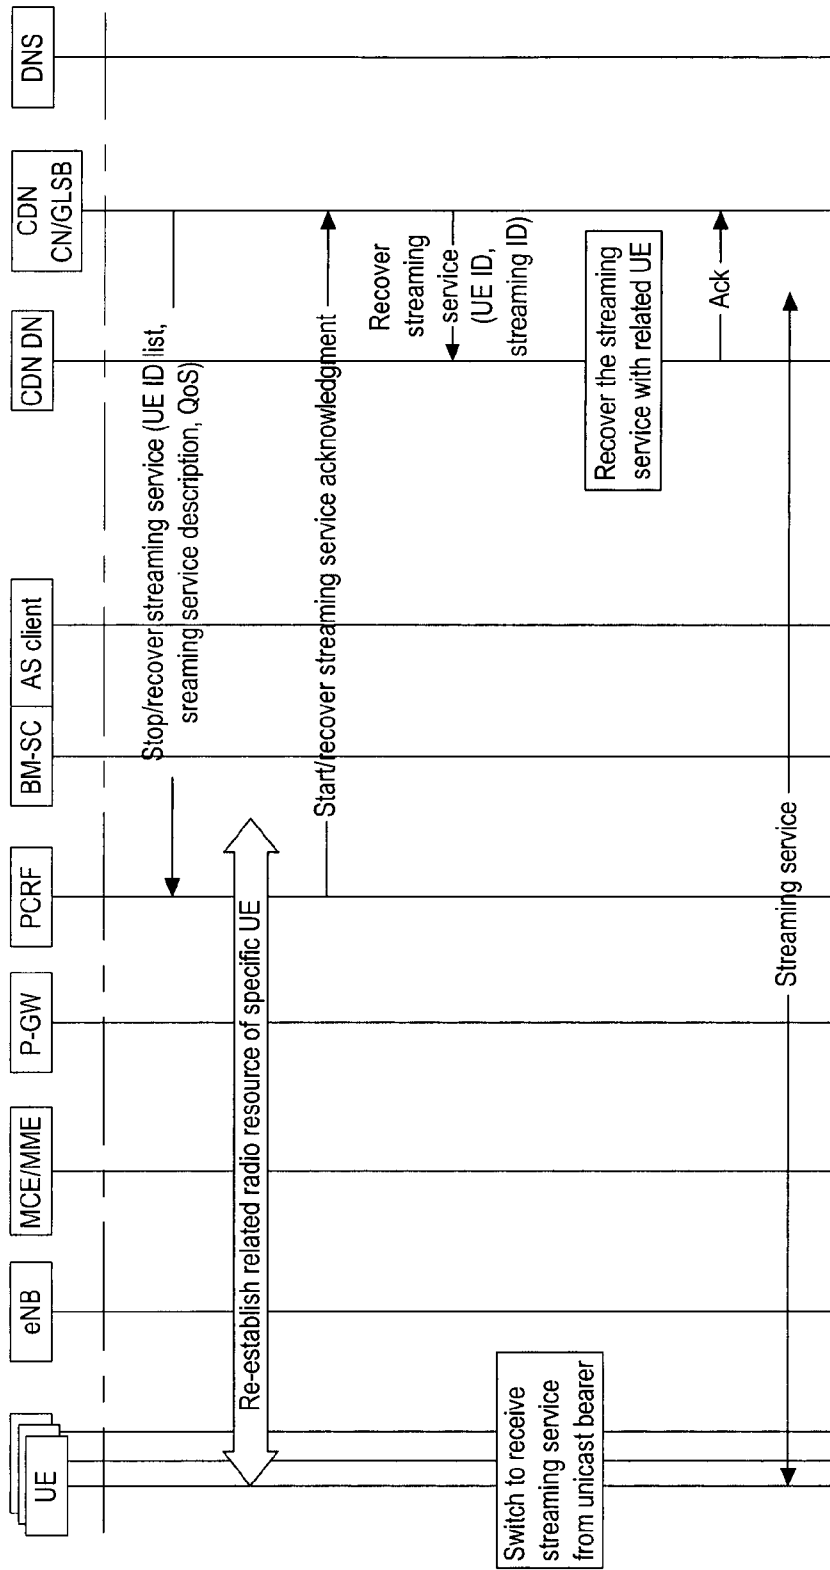 UE
eNB
MCE/MME
P-GW
PCRF
BM-SC
AS client
CDN DN
CDN
CN/GLSB
DNS
Stop/recover streaming service (UE ID list,
sreaming service description, QoS)
Re-establish related radio resource of specific UE
Start/recover streaming service acknowledgment
Recover
streaming
service
(UE ID,
streaming ID)
Switch to receive
streaming service
from unicast bearer
Recover the streaming
service with related UE
Ack
Streaming service